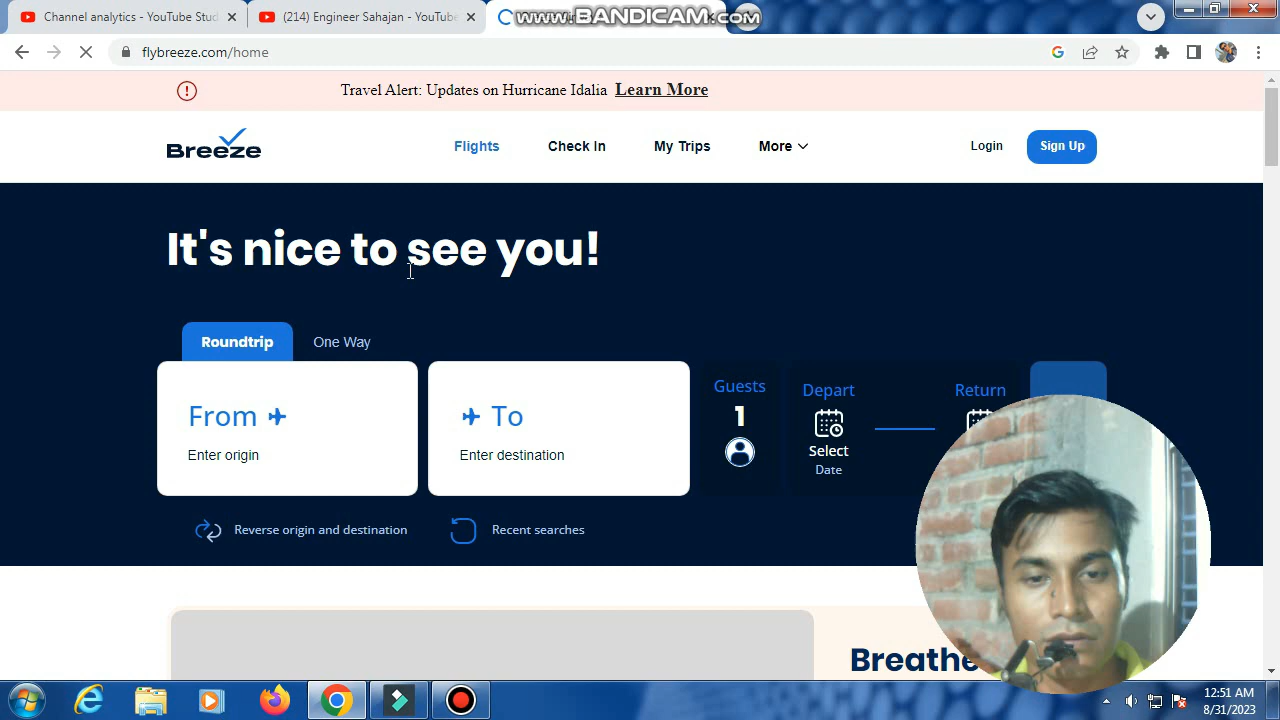 Channel analytics - YouTube Stud
(214) Engineer Sahajan - YouTube
www.BANDICAM.com
flybreeze.com/home
Travel Alert: Updates on Hurricane Idalia Learn More
Breeze
Flights
Check In
My Trips
More
Login
Sign Up
It's nice to see you!
Roundtrip
One Way
From
Enter origin
To
Enter destination
Guests
1
Depart
Select
Date
Return
Reverse origin and destination
Recent searches
Breathe
12:51 AM
8/31/2023